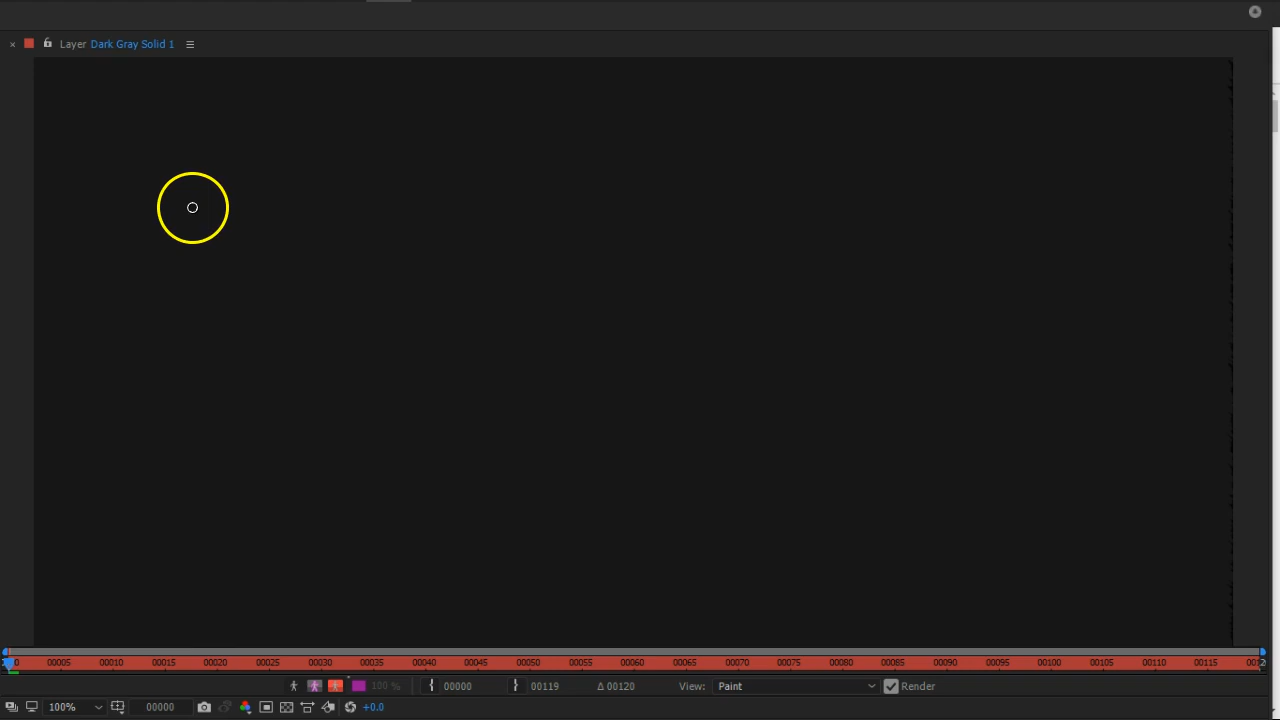 Layer Dark Gray Solid 1
00005 00010 00015 00020 00025 00030 00035 00040 00045 00050 00055 00060 00065 00070 00075 00080 00085 00090 00095 00100 00105 00110 00115
100 % 00000 00119 Δ 00120 View: Paint Render
100% 00000 +0.0